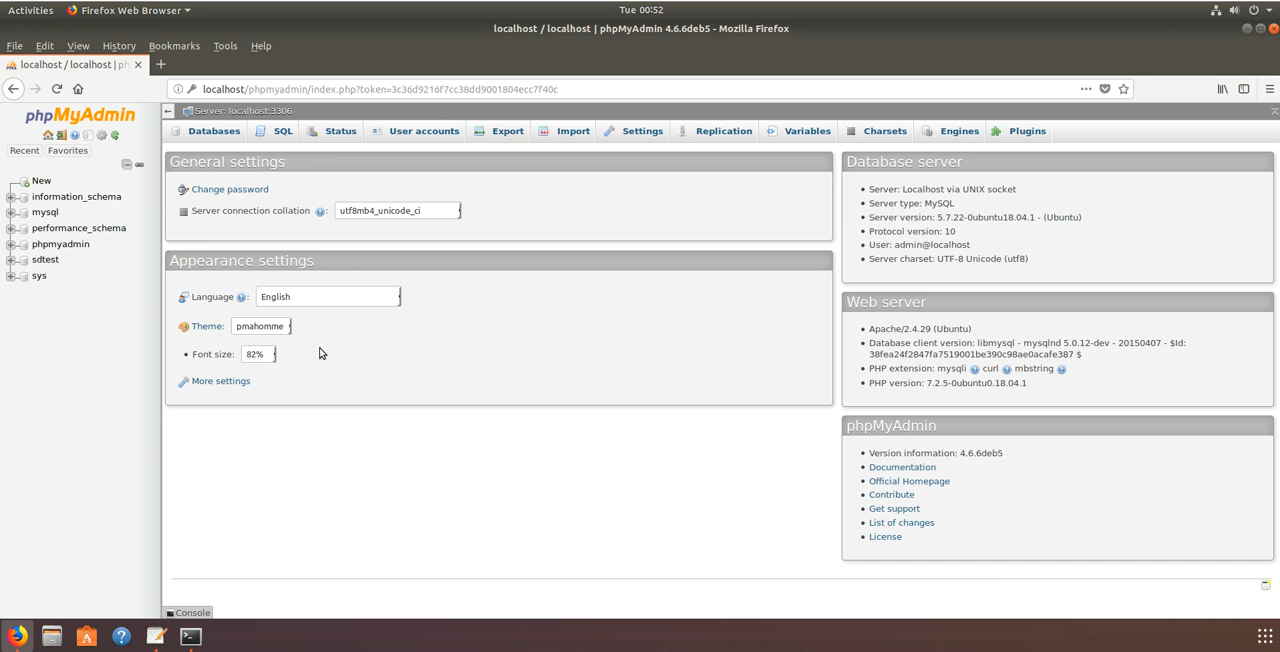 Activities Firefox Web Browser Tue 00:52
localhost / localhost | phpMyAdmin 4.6.6deb5 - Mozilla Firefox
File Edit View History Bookmarks Tools Help
localhost / localhost | ph
localhost/phpmyadmin/index.php?token=3c36d9216f7cc38dd9001804ecc7f40c
phpMyAdmin
Recent Favorites
New
information_schema
mysql
performance_schema
phpmyadmin
sdtest
sys
Server: localhost:3306
Databases SQL Status User accounts Export Import Settings Replication Variables Charsets Engines Plugins
General settings
Change password
Server connection collation : utf8mb4_unicode_ci
Appearance settings
Language : English
Theme: pmahomme
• Font size: 82%
More settings
Database server
• Server: Localhost via UNIX socket
• Server type: MySQL
• Server version: 5.7.22-0ubuntu18.04.1 - (Ubuntu)
• Protocol version: 10
• User: admin@localhost
• Server charset: UTF-8 Unicode (utf8)
Web server
• Apache/2.4.29 (Ubuntu)
• Database client version: libmysql - mysqlnd 5.0.12-dev - 20150407 - $Id:
38fea24f2847fa7519001be390c98ae0acafe387 $
• PHP extension: mysqli curl mbstring
• PHP version: 7.2.5-0ubuntu0.18.04.1
phpMyAdmin
• Version information: 4.6.6deb5
• Documentation
• Official Homepage
• Contribute
• Get support
• List of changes
• License
Console